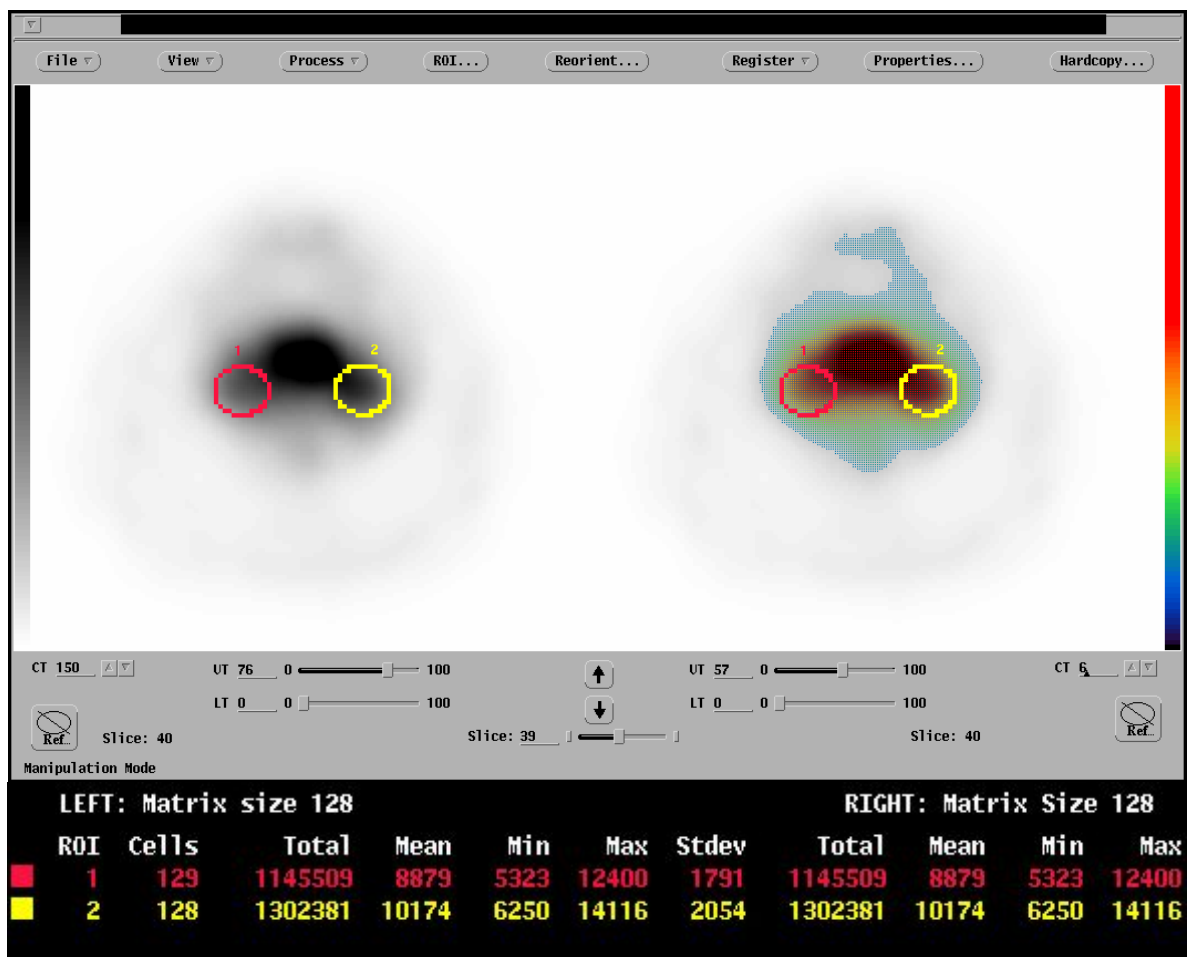 File View Process ROI... Reorient... Register Properties... Hardcopy...
1 2 1 2
CT 150 UT 76 0 100 UT 57 0 100 CT 6
LT 0 0 100 LT 0 0 100
Ref... Slice: 40 Slice: 39 Slice: 40 Ref...
Manipulation Mode
LEFT: Matrix size 128 RIGHT: Matrix Size 128
ROI Cells Total Mean Min Max Stdev Total Mean Min Max
1 129 1145509 8879 5323 12400 1791 1145509 8879 5323 12400
2 128 1302381 10174 6250 14116 2054 1302381 10174 6250 14116